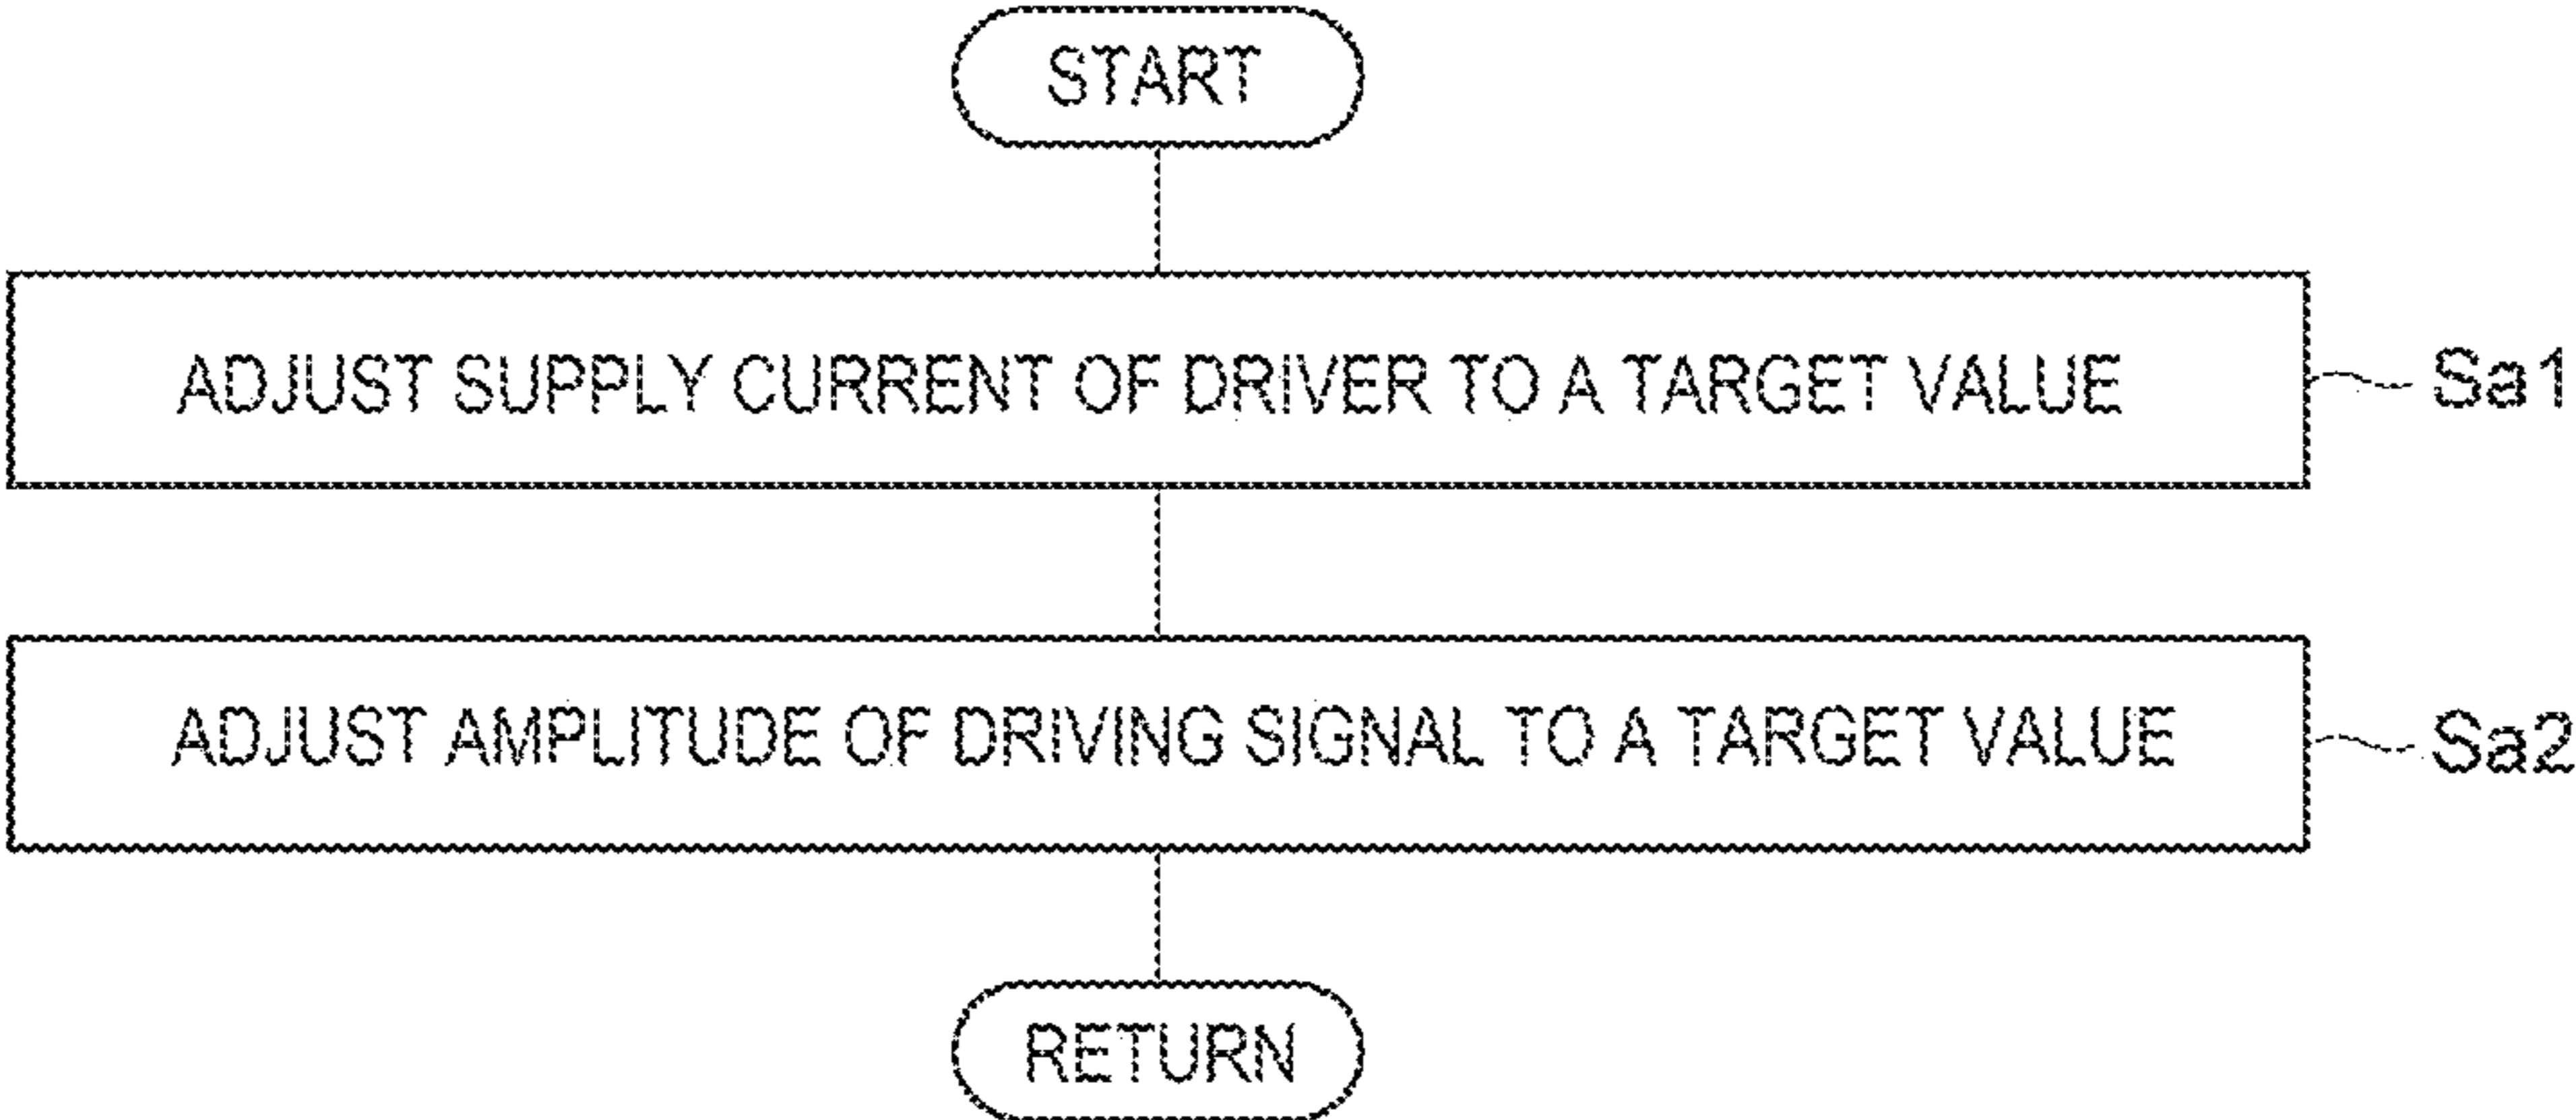 START
ADJUST SUPPLY CURRENT OF DRIVER TO A TARGET VALUE
Sa1
ADJUST AMPLITUDE OF DRIVING SIGNAL TO A TARGET VALUE
Sa2
RETURN